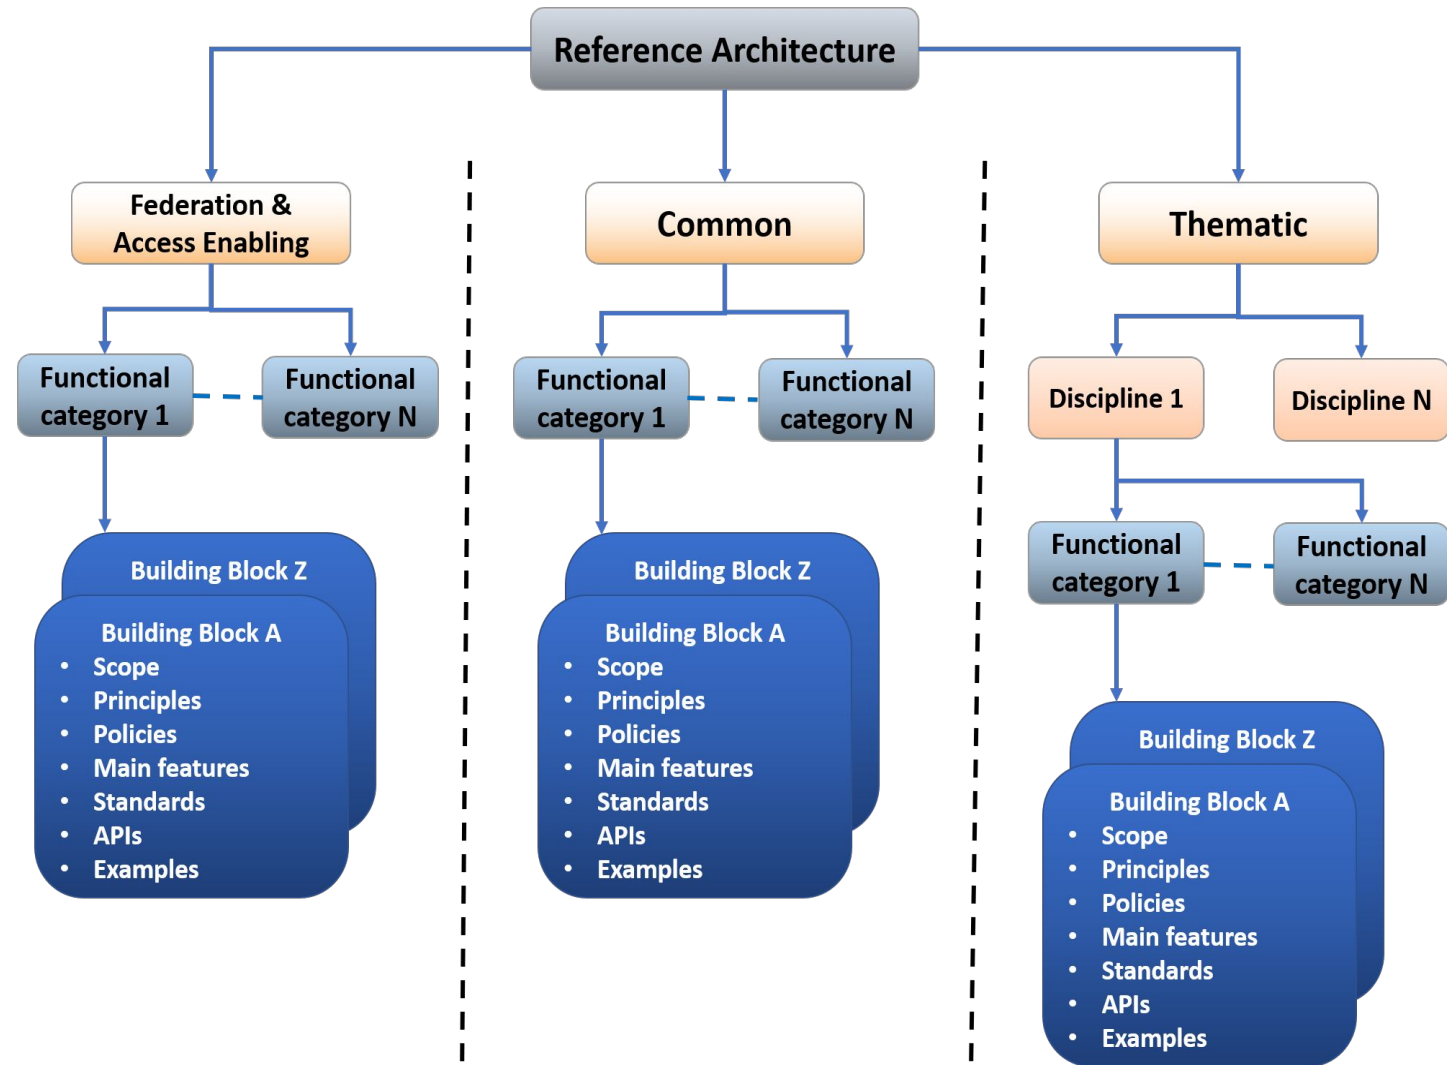 Reference Architecture
Federation &
Access Enabling
Functional
category 1
Functional
category N
Building Block Z
Building Block A
• Scope
• Principles
• Policies
• Main features
• Standards
• APIs
• Examples
Common
Functional
category 1
Functional
category N
Building Block Z
Building Block A
• Scope
• Principles
• Policies
• Main features
• Standards
• APIs
• Examples
Thematic
Discipline 1
Discipline N
Functional
category 1
Functional
category N
Building Block Z
Building Block A
• Scope
• Principles
• Policies
• Main features
• Standards
• APIs
• Examples